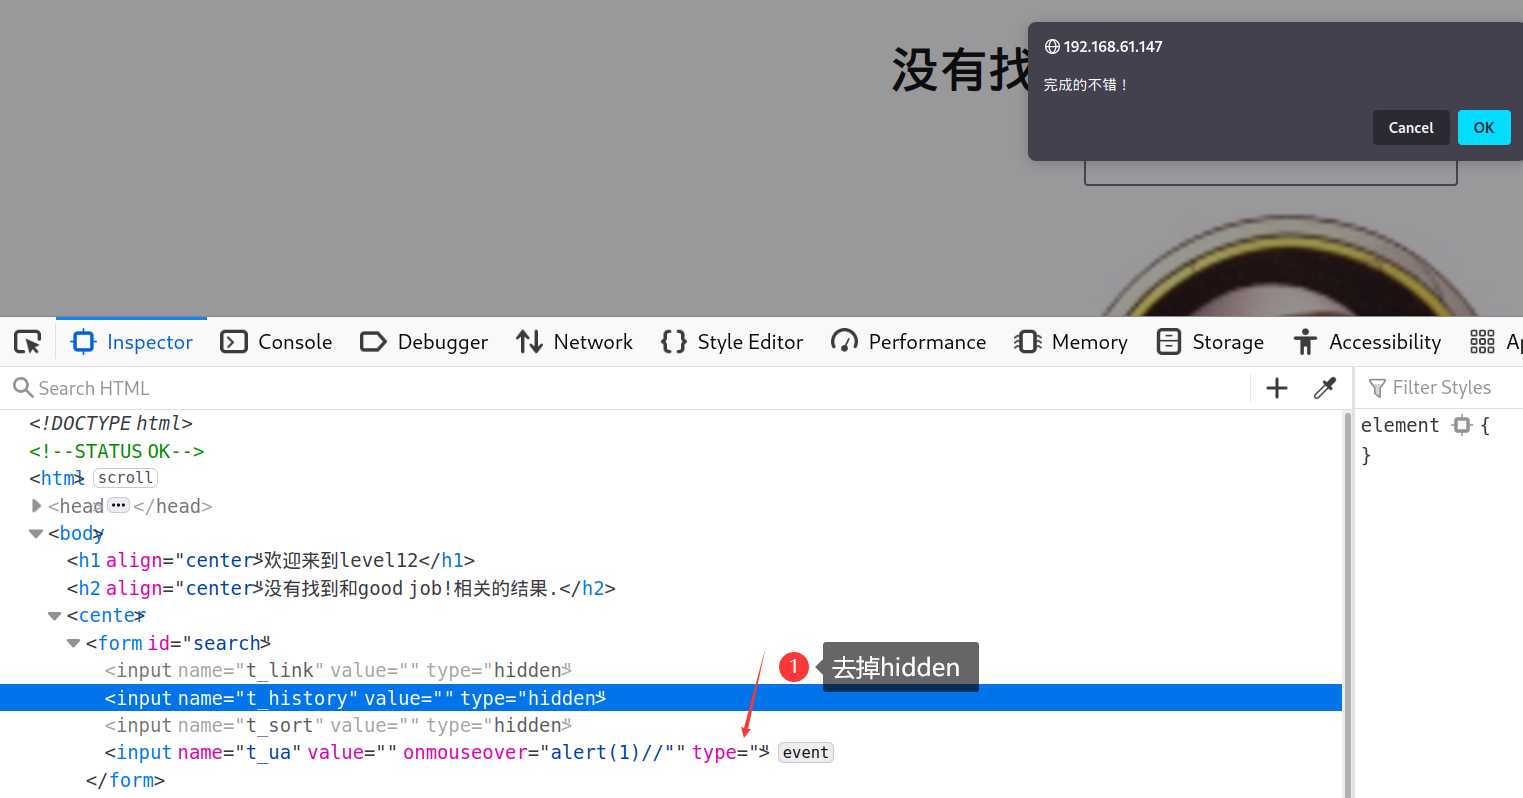 没有找
192.168.61.147
完成的不错！
Cancel
OK
Inspector
Console
Debugger
Network
Style Editor
Performance
Memory
Storage
Accessibility
Ap
Search HTML
Filter Styles
<!DOCTYPE html>
<!--STATUS OK-->
<html> scroll
<head> ••• </head>
<body>
<h1 align="center">欢迎来到level12</h1>
<h2 align="center">没有找到和good job!相关的结果.</h2>
<center>
<form id="search">
<input name="t_link" value="" type="hidden">
<input name="t_history" value="" type="hidden">
<input name="t_sort" value="" type="hidden">
<input name="t_ua" value="" onmouseover="alert(1)//"" type=""> event
</form>
1 去掉hidden
element {
}